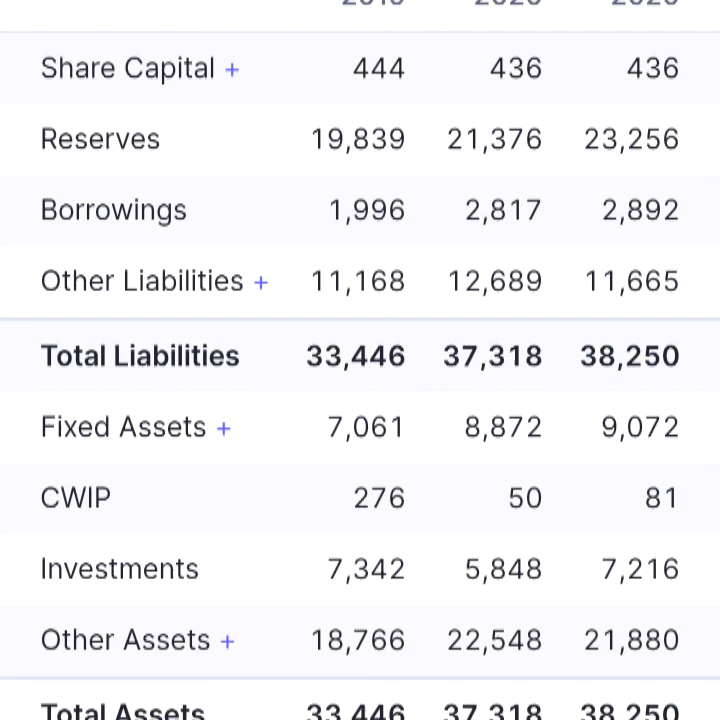 Share Capital + 444 436 436
Reserves 19,839 21,376 23,256
Borrowings 1,996 2,817 2,892
Other Liabilities + 11,168 12,689 11,665
Total Liabilities 33,446 37,318 38,250
Fixed Assets + 7,061 8,872 9,072
CWIP 276 50 81
Investments 7,342 5,848 7,216
Other Assets + 18,766 22,548 21,880
Total Assets 33,446 37,318 38,250